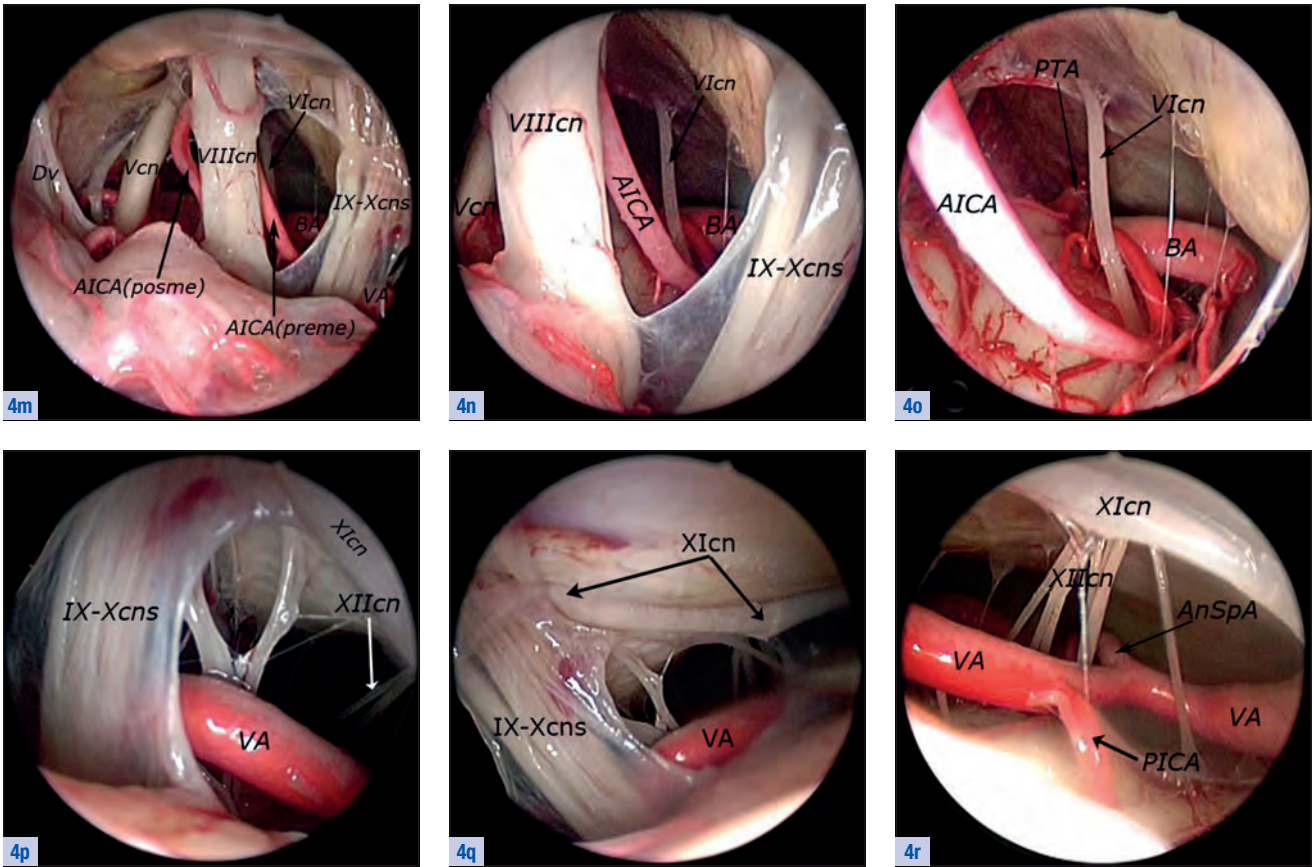 VIcn
Vcn
VIIIcn
Dv
IX-Xcns
BA
AICA(posme)
VA
AICA(preme)
4m
VIcn
VIIIcn
AICA
Vcn
BA
IX-Xcns
4n
PTA
VIcn
AICA
BA
4o
XIcn
IX-Xcns
XIIcn
VA
4p
XIcn
IX-Xcns
VA
4q
XIcn
XIIcn
AnSpA
VA
VA
PICA
4r